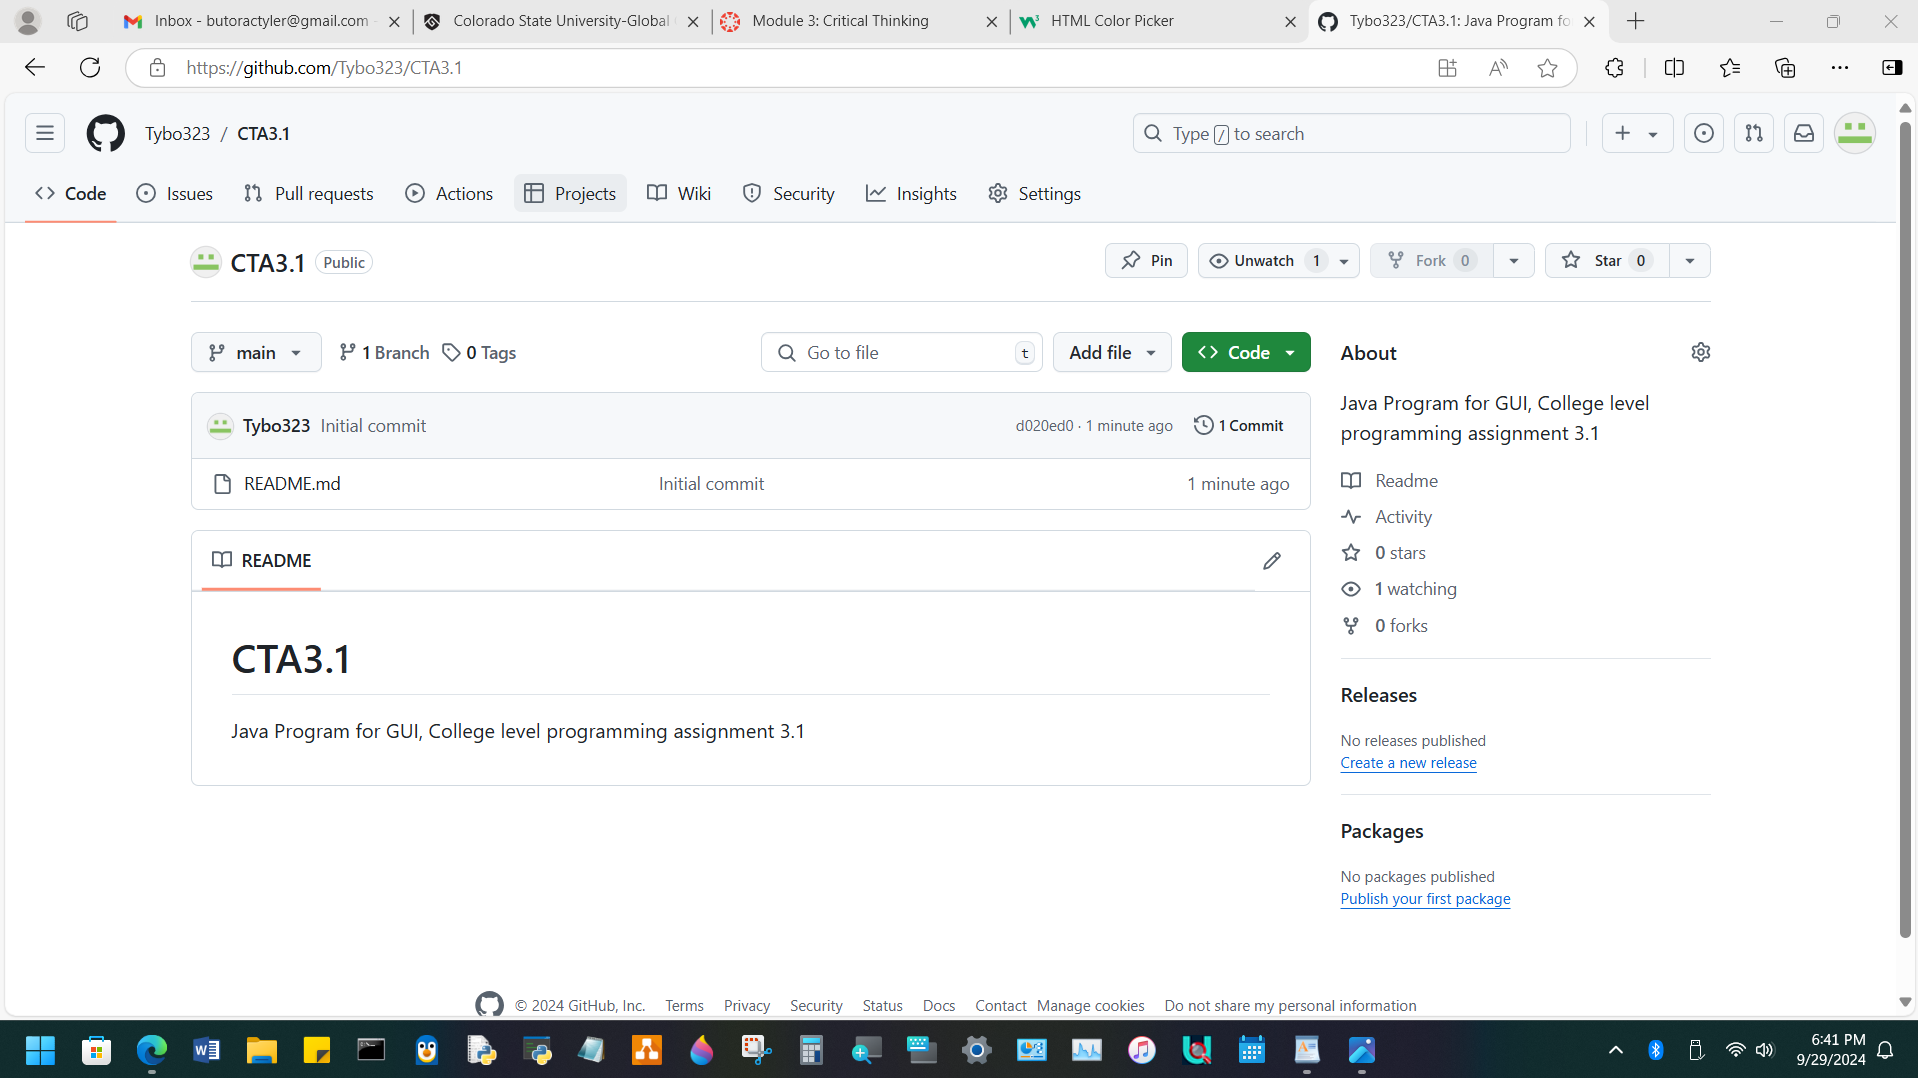 Inbox - butoractyler@gmail.com -
Colorado State University-Global
Module 3: Critical Thinking
HTML Color Picker
Tybo323/CTA3.1: Java Program fo
https://github.com/Tybo323/CTA3.1
Tybo323 / CTA3.1
Type / to search
Code
Issues
Pull requests
Actions
Projects
Wiki
Security
Insights
Settings
CTA3.1 Public
Pin
Unwatch 1
Fork 0
Star 0
main
1 Branch
0 Tags
Go to file t
Add file
Code
Tybo323 Initial commit
d020ed0 · 1 minute ago
1 Commit
README.md Initial commit 1 minute ago
README
CTA3.1
Java Program for GUI, College level programming assignment 3.1
About
Java Program for GUI, College level
programming assignment 3.1
Readme
Activity
0 stars
1 watching
0 forks
Releases
No releases published
Create a new release
Packages
No packages published
Publish your first package
© 2024 GitHub, Inc. Terms Privacy Security Status Docs Contact Manage cookies Do not share my personal information
6:41 PM
9/29/2024